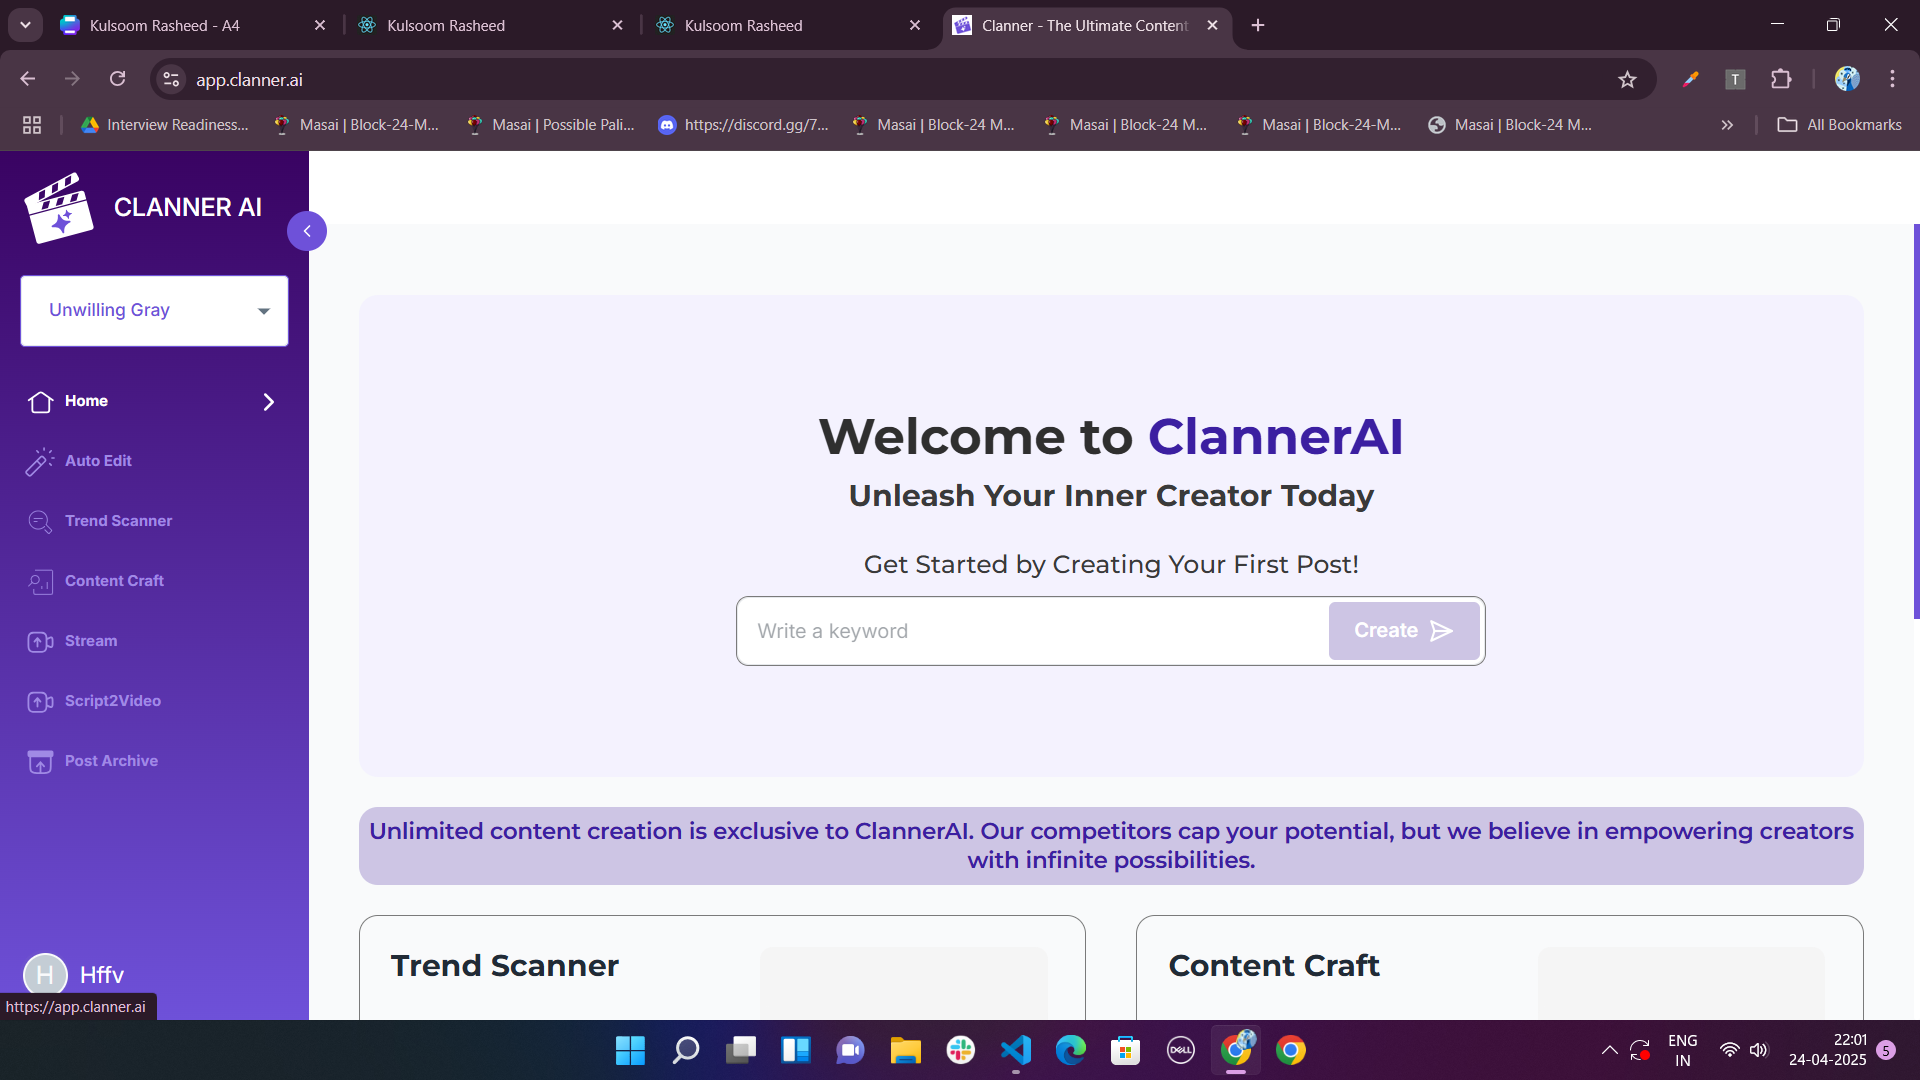 Kulsoom Rasheed - A4
Kulsoom Rasheed
Kulsoom Rasheed
Clanner - The Ultimate Content
app.clanner.ai
T
Interview Readiness...
Masai | Block-24-M...
Masai | Possible Pali...
https://discord.gg/7...
Masai | Block-24 M...
Masai | Block-24 M...
Masai | Block-24-M...
Masai | Block-24 M...
All Bookmarks
CLANNER AI
Unwilling Gray
Home
Auto Edit
Trend Scanner
Content Craft
Stream
Script2Video
Post Archive
H
Hffv
https://app.clanner.ai
Welcome to ClannerAI
Unleash Your Inner Creator Today
Get Started by Creating Your First Post!
Write a keyword
Create
Unlimited content creation is exclusive to ClannerAI. Our competitors cap your potential, but we believe in empowering creators
with infinite possibilities.
Trend Scanner
Content Craft
DELL
ENG
IN
22:01
24-04-2025
5